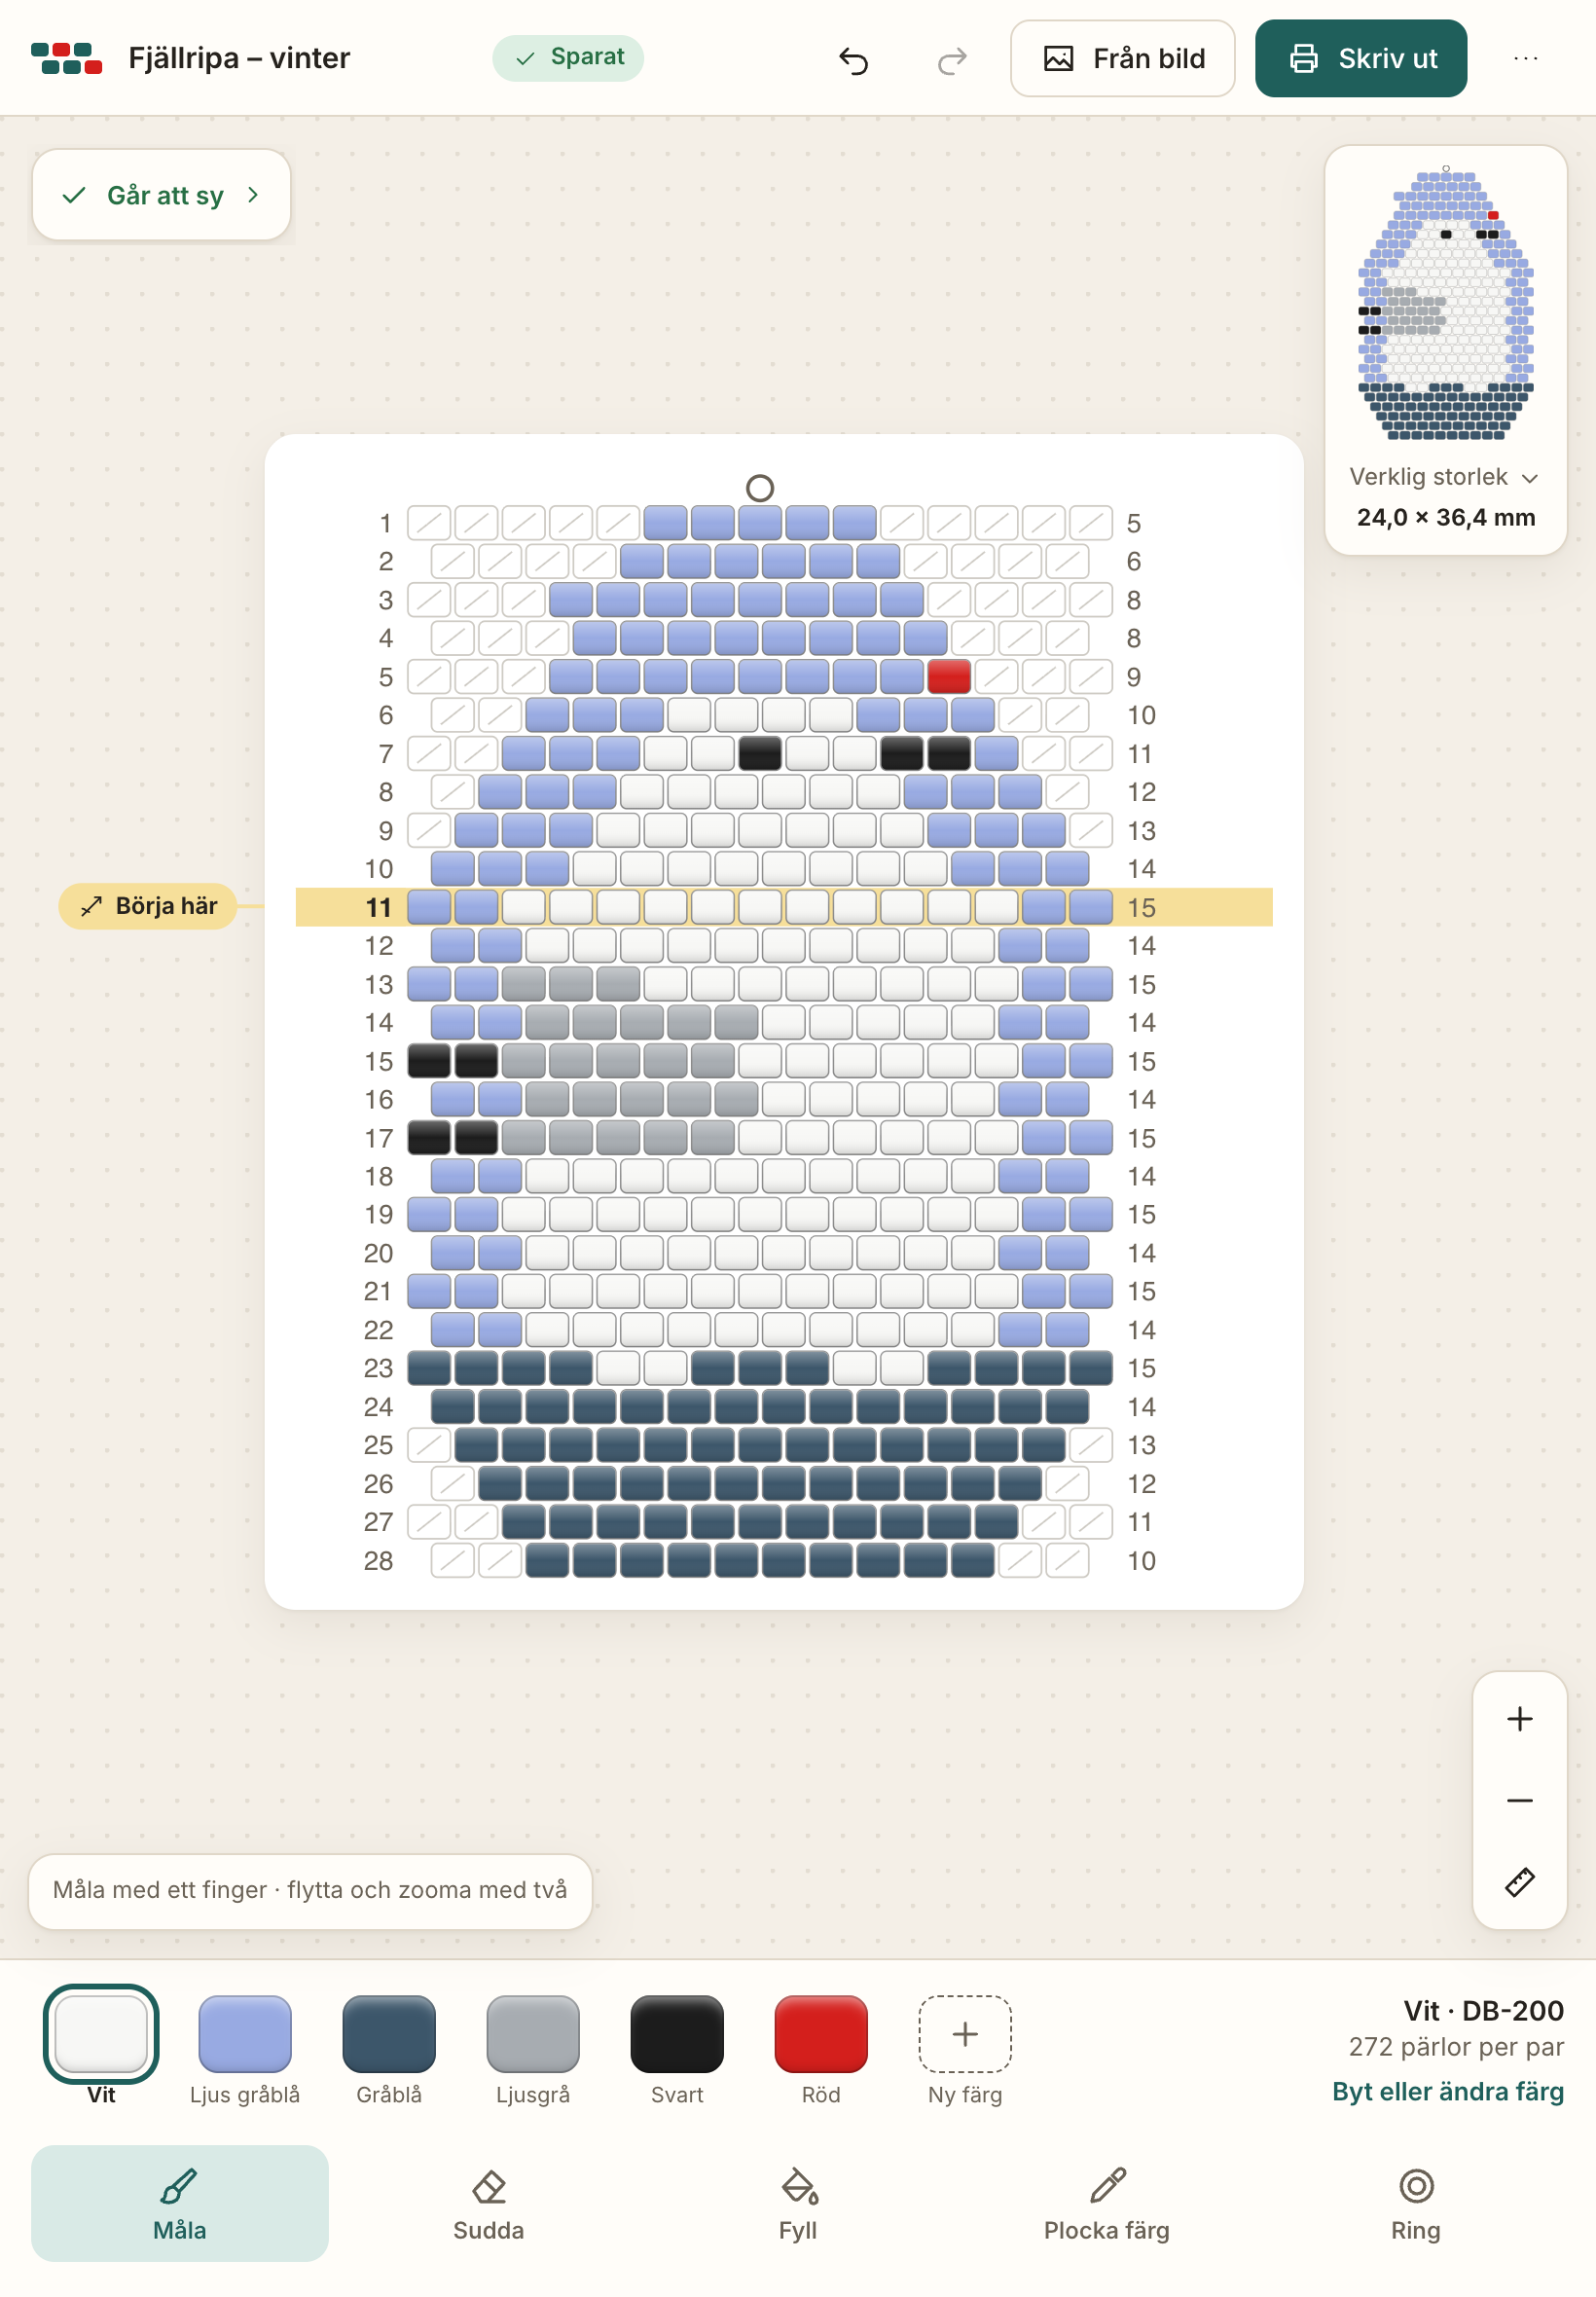 Fjällripa – vinter
Sparat
Från bild
Skriv ut
Går att sy
Verklig storlek
24,0 × 36,4 mm
1 5
2 6
3 8
4 8
5 9
6 10
7 11
8 12
9 13
10 14
Börja här
11 15
12 14
13 15
14 14
15 15
16 14
17 15
18 14
19 15
20 14
21 15
22 14
23 15
24 14
25 13
26 12
27 11
28 10
Måla med ett finger · flytta och zooma med två
Vit
Ljus gråblå
Gråblå
Ljusgrå
Svart
Röd
Ny färg
Vit · DB-200
272 pärlor per par
Byt eller ändra färg
Måla
Sudda
Fyll
Plocka färg
Ring